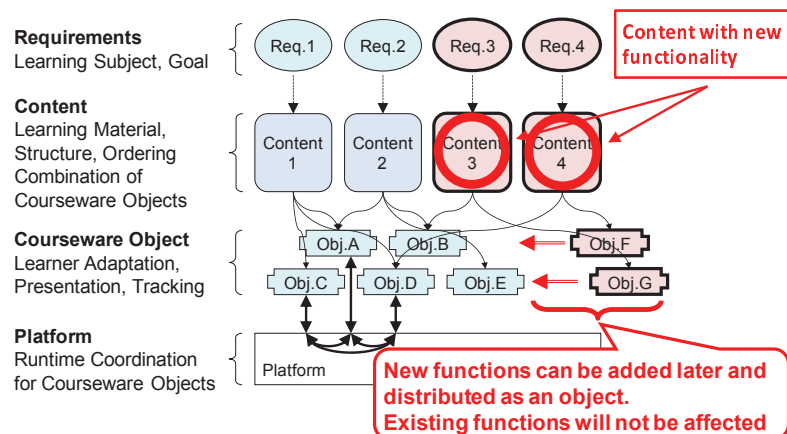 Requirements
Learning Subject, Goal
Req.1
Req.2
Req.3
Req.4
Content with new
functionality
Content
Learning Material,
Structure, Ordering
Combination of
Courseware Objects
Content
1
Content
2
Content
3
Content
4
Courseware Object
Learner Adaptation,
Presentation, Tracking
Obj.A
Obj.B
Obj.F
Obj.C
Obj.D
Obj.E
Obj.G
Platform
Runtime Coordination
for Courseware Objects
Platform
New functions can be added later and
distributed as an object.
Existing functions will not be affected